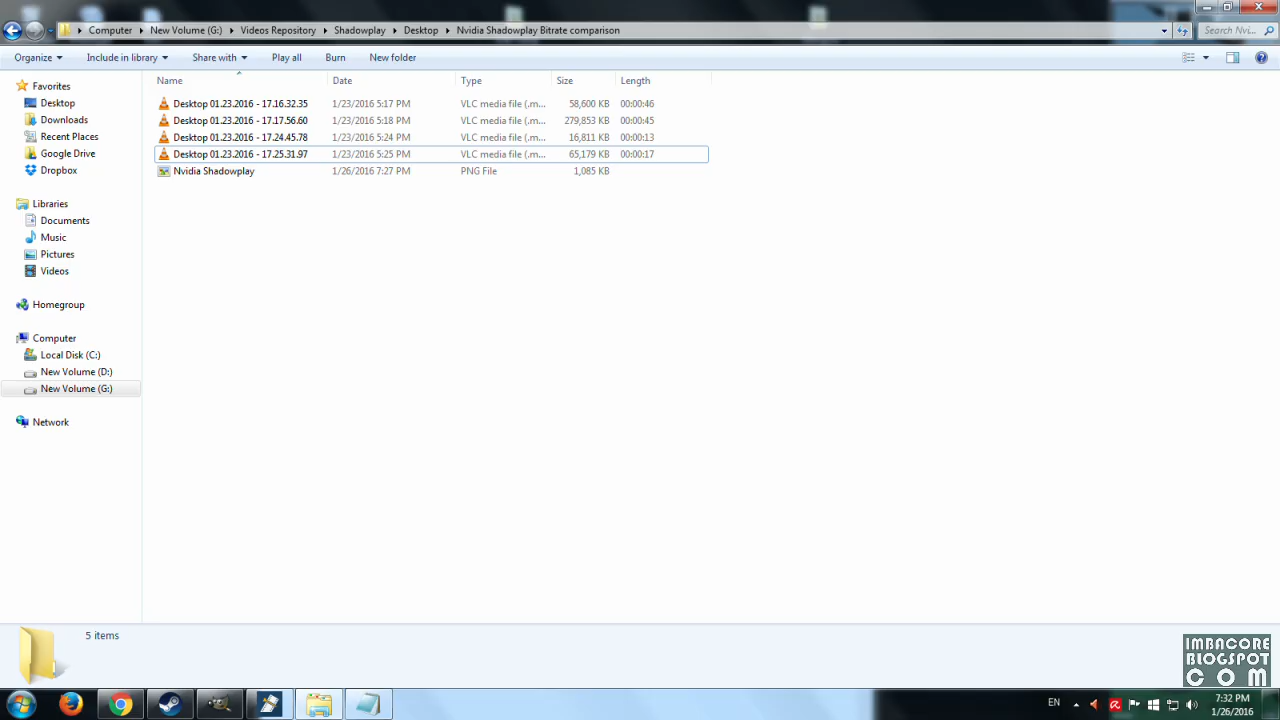 Computer New Volume (G:) Videos Repository Shadowplay Desktop Nvidia Shadowplay Bitrate comparison Search Nvi...
Organize Include in library Share with Play all Burn New folder
Name Date Type Size Length
Desktop 01.23.2016 - 17.16.32.35 1/23/2016 5:17 PM VLC media file (.m... 58,600 KB 00:00:46
Desktop 01.23.2016 - 17.17.56.60 1/23/2016 5:18 PM VLC media file (.m... 279,853 KB 00:00:45
Desktop 01.23.2016 - 17.24.45.78 1/23/2016 5:24 PM VLC media file (.m... 16,811 KB 00:00:13
Desktop 01.23.2016 - 17.25.31.97 1/23/2016 5:25 PM VLC media file (.m... 65,179 KB 00:00:17
Nvidia Shadowplay 1/26/2016 7:27 PM PNG File 1,085 KB
Favorites
Desktop
Downloads
Recent Places
Google Drive
Dropbox
Libraries
Documents
Music
Pictures
Videos
Homegroup
Computer
Local Disk (C:)
New Volume (D:)
New Volume (G:)
Network
5 items
IMBACORE
BLOGSPOT
COM
EN
7:32 PM
1/26/2016